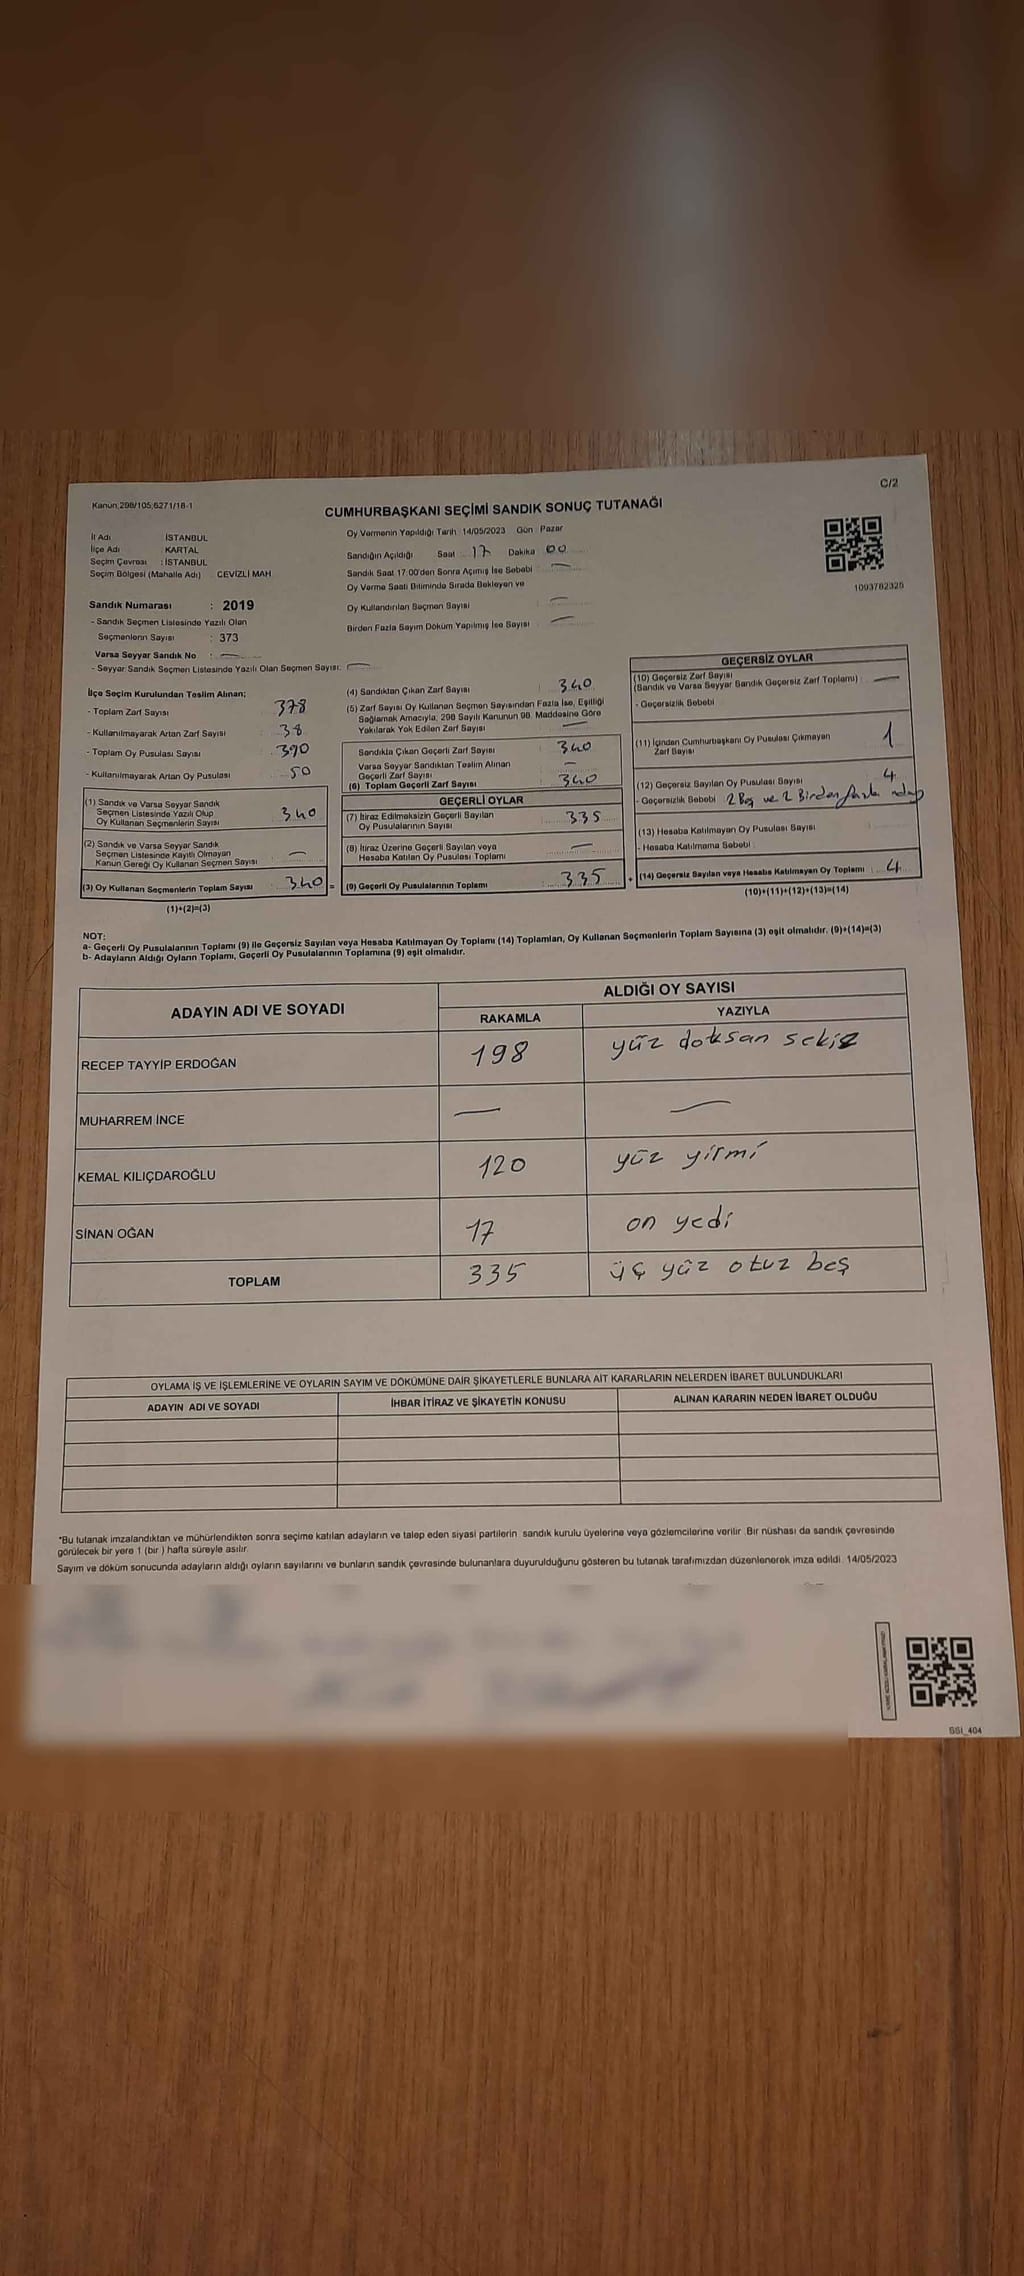 Kanun:298/105;6271/18-1
C/2
CUMHURBAŞKANI SEÇİMİ SANDIK SONUÇ TUTANAĞI
İl Adı İSTANBUL
İlçe Adı : KARTAL
Seçim Çevresi : İSTANBUL
Seçim Bölgesi (Mahalle Adı) : CEVİZLİ MAH
Sandık Numarası : 2019
- Sandık Seçmen Listesinde Yazılı Olan
Seçmenlerin Sayısı : 373
Varsa Seyyar Sandık No : —
- Seyyar Sandık Seçmen Listesinde Yazılı Olan Seçmen Sayısı: —
Oy Vermenin Yapıldığı Tarih : 14/05/2023 Gün : Pazar
Sandığın Açıldığı Saat 17 Dakika 00
Sandık Saat 17:00'den Sonra Açılmış İse Sebebi : —
Oy Verme Saati Bitiminde Sırada Bekleyen ve
Oy Kullandırılan Seçmen Sayısı : —
Birden Fazla Sayım Döküm Yapılmış İse Sayısı : —
1093782325
İlçe Seçim Kurulundan Teslim Alınan;
- Toplam Zarf Sayısı : 378
- Kullanılmayarak Artan Zarf Sayısı : 38
- Toplam Oy Pusulası Sayısı : 390
- Kullanılmayarak Artan Oy Pusulası : 50
(1) Sandık ve Varsa Seyyar Sandık
Seçmen Listesinde Yazılı Olup
Oy Kullanan Seçmenlerin Sayısı : 340
(2) Sandık ve Varsa Seyyar Sandık
Seçmen Listesinde Kayıtlı Olmayan
Kanun Gereği Oy Kullanan Seçmen Sayısı : —
(3) Oy Kullanan Seçmenlerin Toplam Sayısı : 340 =
(1)+(2)=(3)
(4) Sandıktan Çıkan Zarf Sayısı : 340
(5) Zarf Sayısı Oy Kullanan Seçmen Sayısından Fazla İse, Eşitliği
Sağlamak Amacıyla, 298 Sayılı Kanunun 98. Maddesine Göre
Yakılarak Yok Edilen Zarf Sayısı : —
Sandıkla Çıkan Geçerli Zarf Sayısı : 340
Varsa Seyyar Sandıktan Teslim Alınan
Geçerli Zarf Sayısı : —
(6) Toplam Geçerli Zarf Sayısı : 340
GEÇERLİ OYLAR
(7) İtiraz Edilmeksizin Geçerli Sayılan
Oy Pusulalarının Sayısı : 335
(8) İtiraz Üzerine Geçerli Sayılan veya
Hesaba Katılan Oy Pusulası Toplamı : —
(9) Geçerli Oy Pusulalarının Toplamı : 335 +
GEÇERSİZ OYLAR
(10) Geçersiz Zarf Sayısı
(Sandık ve Varsa Seyyar Sandık Geçersiz Zarf Toplamı) : —
- Geçersizlik Sebebi
(11) İçinden Cumhurbaşkanı Oy Pusulası Çıkmayan
Zarf Sayısı 1
(12) Geçersiz Sayılan Oy Pusulası Sayısı 4
- Geçersizlik Sebebi 2 Boş ve 2 Birden fazla aday
(13) Hesaba Katılmayan Oy Pusulası Sayısı
- Hesaba Katılmama Sebebi
(14) Geçersiz Sayılan veya Hesaba Katılmayan Oy Toplamı : 4
(10)+(11)+(12)+(13)=(14)
NOT:
a- Geçerli Oy Pusulalarının Toplamı (9) ile Geçersiz Sayılan veya Hesaba Katılmayan Oy Toplamı (14) Toplamları, Oy Kullanan Seçmenlerin Toplam Sayısına (3) eşit olmalıdır. (9)+(14)=(3)
b- Adayların Aldığı Oyların Toplamı, Geçerli Oy Pusulalarının Toplamına (9) eşit olmalıdır.
ADAYIN ADI VE SOYADI
ALDIĞI OY SAYISI
RAKAMLA YAZIYLA
RECEP TAYYİP ERDOĞAN 198 yüz doksan sekiz
MUHARREM İNCE — —
KEMAL KILIÇDAROĞLU 120 yüz yirmi
SİNAN OĞAN 17 on yedi
TOPLAM 335 üç yüz otuz beş
OYLAMA İŞ VE İŞLEMLERİNE VE OYLARIN SAYIM VE DÖKÜMÜNE DAİR ŞİKAYETLERLE BUNLARA AİT KARARLARIN NELERDEN İBARET BULUNDUKLARI
ADAYIN ADI VE SOYADI İHBAR İTİRAZ VE ŞİKAYETİN KONUSU ALINAN KARARIN NEDEN İBARET OLDUĞU
*Bu tutanak imzalandıktan ve mühürlendikten sonra seçime katılan adayların ve talep eden siyasi partilerin sandık kurulu üyelerine veya gözlemcilerine verilir. Bir nüshası da sandık çevresinde
görülecek bir yere 1 (bir) hafta süreyle asılır.
Sayım ve döküm sonucunda adayların aldığı oyların sayılarını ve bunların sandık çevresinde bulunanlara duyurulduğunu gösteren bu tutanak tarafımızdan düzenlenerek imza edildi. 14/05/2023
SSİ_404